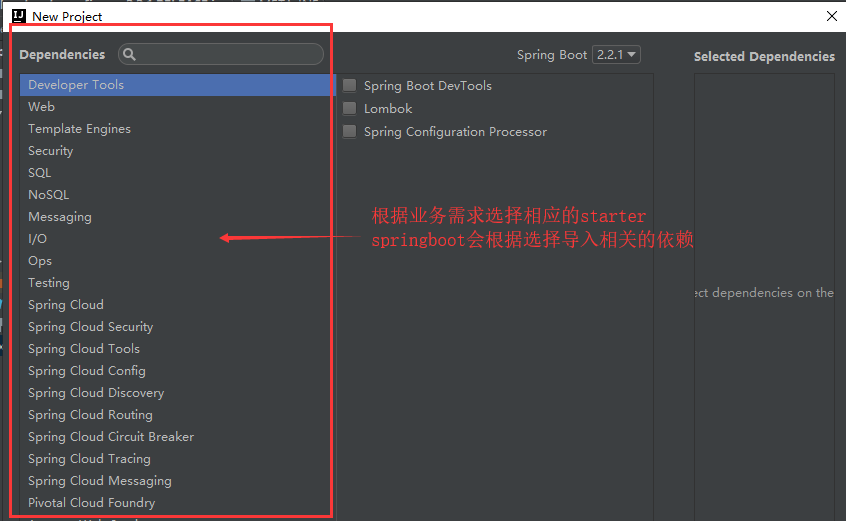 New Project
Dependencies
Spring Boot 2.2.1
Selected Dependencies
Developer Tools
Web
Template Engines
Security
SQL
NoSQL
Messaging
I/O
Ops
Testing
Spring Cloud
Spring Cloud Security
Spring Cloud Tools
Spring Cloud Config
Spring Cloud Discovery
Spring Cloud Routing
Spring Cloud Circuit Breaker
Spring Cloud Tracing
Spring Cloud Messaging
Pivotal Cloud Foundry
Spring Boot DevTools
Lombok
Spring Configuration Processor
根据业务需求选择相应的starter
springboot会根据选择导入相关的依赖
ect dependencies on the